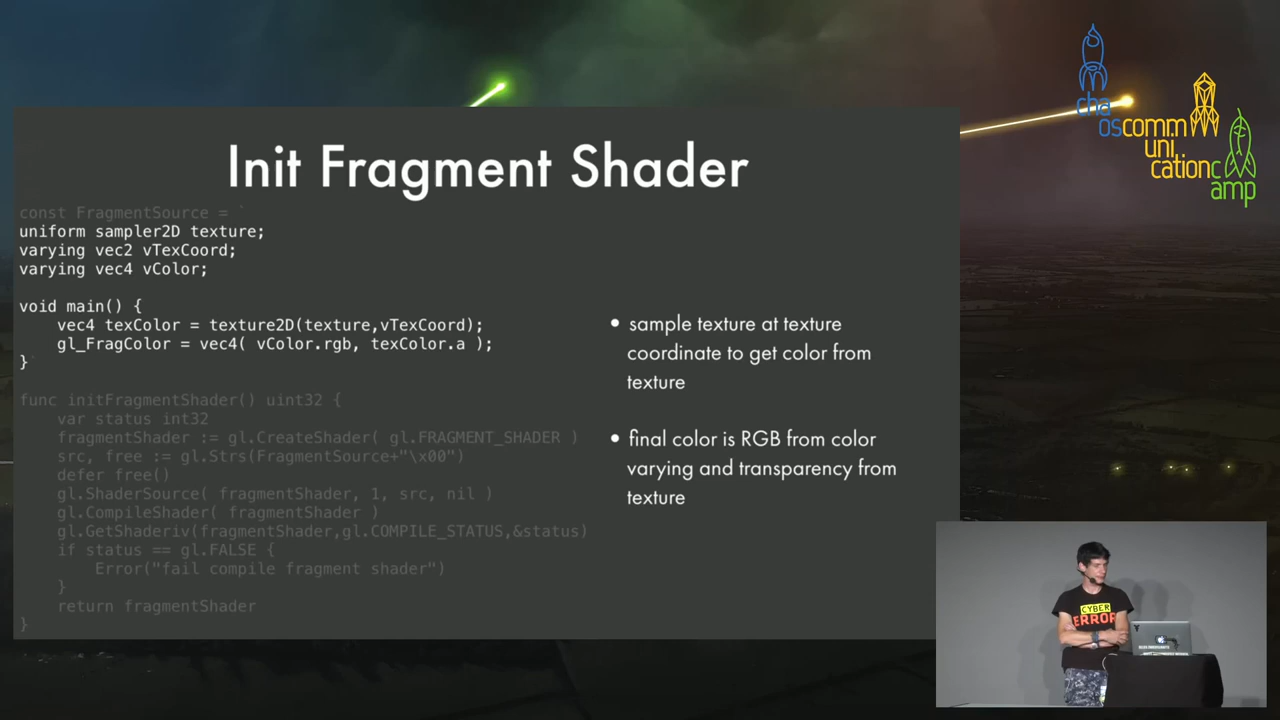 chaoscommunicationcamp
Init Fragment Shader
const FragmentSource = `
uniform sampler2D texture;
varying vec2 vTexCoord;
varying vec4 vColor;
void main() {
    vec4 texColor = texture2D(texture,vTexCoord);
    gl_FragColor = vec4( vColor.rgb, texColor.a );
}`
func initFragmentShader() uint32 {
    var status int32
    fragmentShader := gl.CreateShader( gl.FRAGMENT_SHADER )
    src, free := gl.Strs(FragmentSource+"\x00")
    defer free()
    gl.ShaderSource( fragmentShader, 1, src, nil )
    gl.CompileShader( fragmentShader )
    gl.GetShaderiv(fragmentShader,gl.COMPILE_STATUS,&status)
    if status == gl.FALSE {
        Error("fail compile fragment shader")
    }
    return fragmentShader
}
• sample texture at texture
coordinate to get color from
texture
• final color is RGB from color
varying and transparency from
texture
CYBER
ERROR